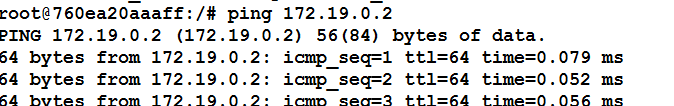 root@760ea20aaaff:/# ping 172.19.0.2
PING 172.19.0.2 (172.19.0.2) 56(84) bytes of data.
64 bytes from 172.19.0.2: icmp_seq=1 ttl=64 time=0.079 ms
64 bytes from 172.19.0.2: icmp_seq=2 ttl=64 time=0.052 ms
64 bytes from 172.19.0.2: icmp_seq=3 ttl=64 time=0.056 ms